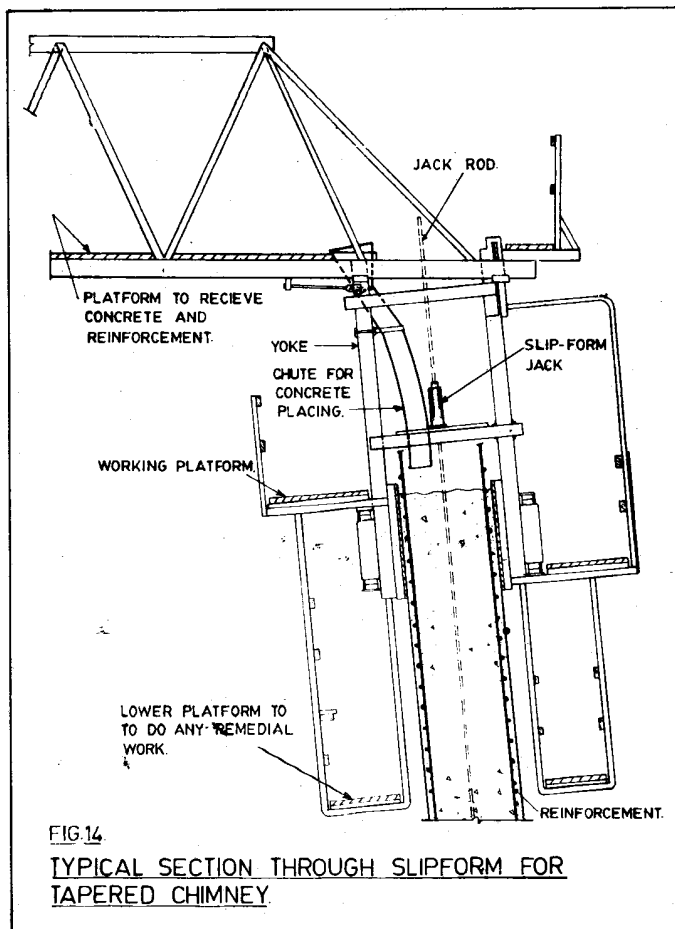 JACK ROD.
PLATFORM TO RECIEVE
CONCRETE AND
REINFORCEMENT.
YOKE
SLIP-FORM
JACK
CHUTE FOR
CONCRETE
PLACING.
WORKING PLATFORM.
LOWER PLATFORM TO
TO DO ANY REMEDIAL
WORK.
REINFORCEMENT.
FIG.14.
TYPICAL SECTION THROUGH SLIPFORM FOR
TAPERED CHIMNEY.